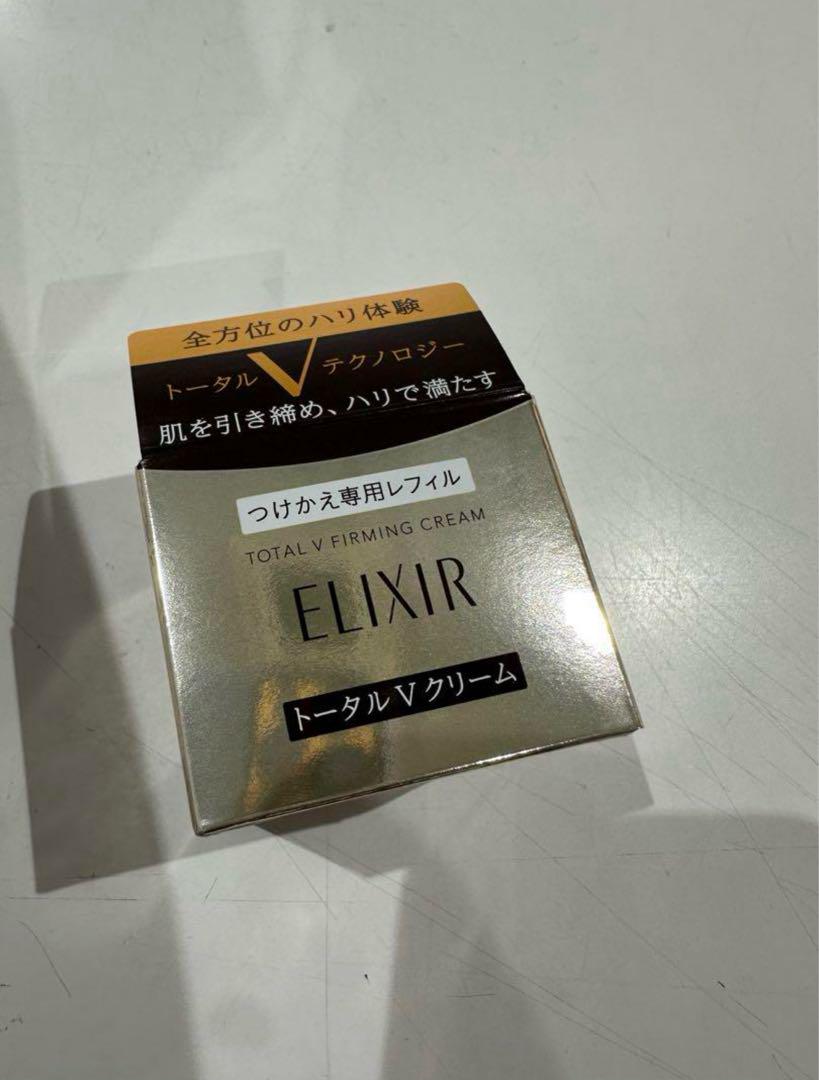 全方位のハリ体験
トータルVテクノロジー
肌を引き締め、ハリで満たす
つけかえ専用レフィル
TOTAL V FIRMING CREAM
ELIXIR
トータルVクリーム